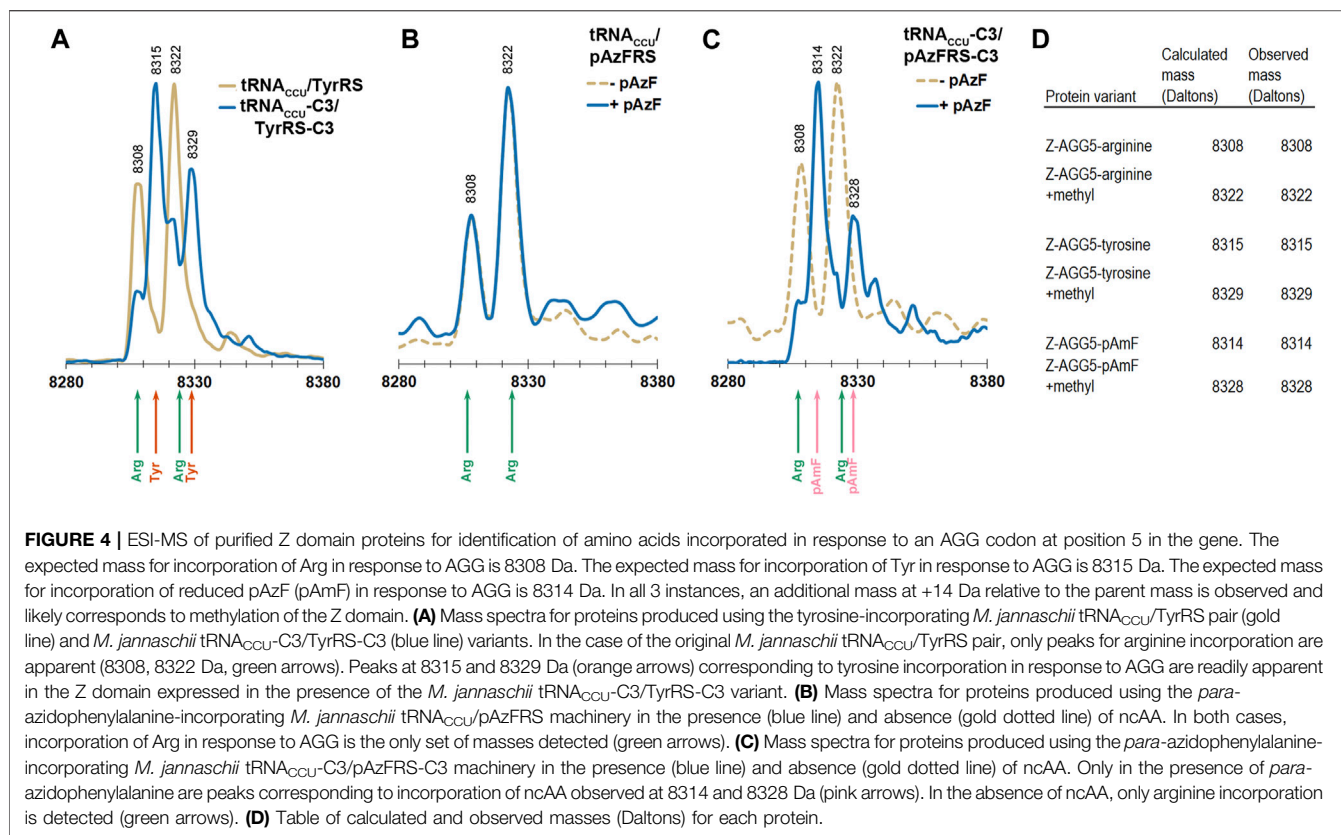 A
8315
8322
8308
8329
tRNACCU/TyrRS
tRNACCU-C3/
TyrRS-C3
8280 8330 8380
Arg
Tyr
Arg
Tyr
B
8322
8308
tRNACCU/
pAzFRS
- pAzF
+ pAzF
8280 8330 8380
Arg
Arg
C
8314
8322
8308
8328
tRNACCU-C3/
pAzFRS-C3
- pAzF
+ pAzF
8280 8330 8380
Arg
pAmF
Arg
pAmF
D
Calculated Observed
mass mass
Protein variant (Daltons) (Daltons)
Z-AGG5-arginine 8308 8308
Z-AGG5-arginine
+methyl 8322 8322
Z-AGG5-tyrosine 8315 8315
Z-AGG5-tyrosine
+methyl 8329 8329
Z-AGG5-pAmF 8314 8314
Z-AGG5-pAmF
+methyl 8328 8328
FIGURE 4 | ESI-MS of purified Z domain proteins for identification of amino acids incorporated in response to an AGG codon at position 5 in the gene. The
expected mass for incorporation of Arg in response to AGG is 8308 Da. The expected mass for incorporation of Tyr in response to AGG is 8315 Da. The expected mass
for incorporation of reduced pAzF (pAmF) in response to AGG is 8314 Da. In all 3 instances, an additional mass at +14 Da relative to the parent mass is observed and
likely corresponds to methylation of the Z domain. (A) Mass spectra for proteins produced using the tyrosine-incorporating M. jannaschii tRNACCU/TyrRS pair (gold
line) and M. jannaschii tRNACCU-C3/TyrRS-C3 (blue line) variants. In the case of the original M. jannaschii tRNACCU/TyrRS pair, only peaks for arginine incorporation are
apparent (8308, 8322 Da, green arrows). Peaks at 8315 and 8329 Da (orange arrows) corresponding to tyrosine incorporation in response to AGG are readily apparent
in the Z domain expressed in the presence of the M. jannaschii tRNACCU-C3/TyrRS-C3 variant. (B) Mass spectra for proteins produced using the para-
azidophenylalanine-incorporating M. jannaschii tRNACCU/pAzFRS machinery in the presence (blue line) and absence (gold dotted line) of ncAA. In both cases,
incorporation of Arg in response to AGG is the only set of masses detected (green arrows). (C) Mass spectra for proteins produced using the para-azidophenylalanine-
incorporating M. jannaschii tRNACCU-C3/pAzFRS-C3 machinery in the presence (blue line) and absence (gold dotted line) of ncAA. Only in the presence of para-
azidophenylalanine are peaks corresponding to incorporation of ncAA observed at 8314 and 8328 Da (pink arrows). In the absence of ncAA, only arginine incorporation
is detected (green arrows). (D) Table of calculated and observed masses (Daltons) for each protein.